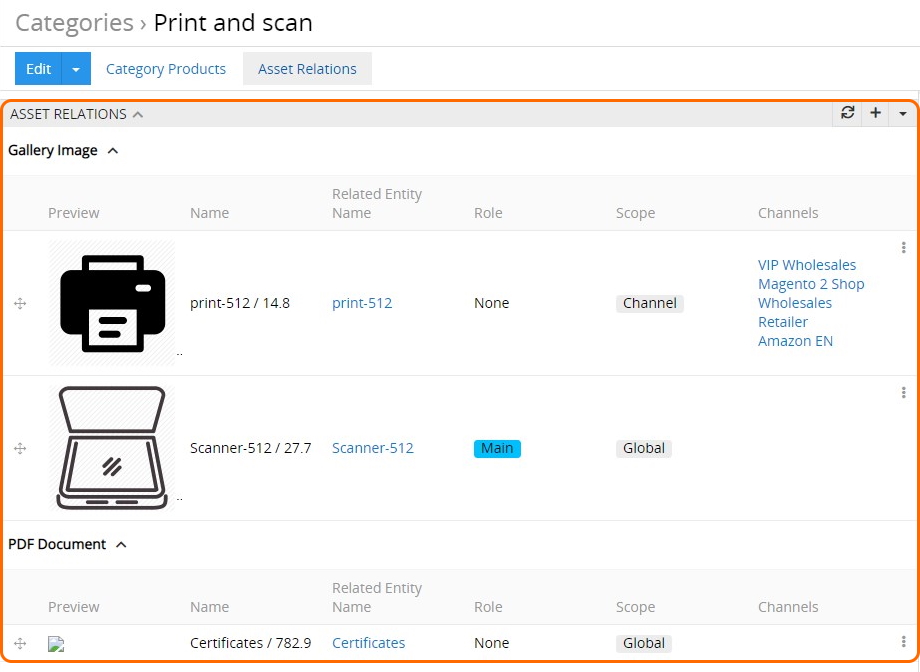 Categories › Print and scan
Edit Category Products Asset Relations
ASSET RELATIONS
Gallery Image
Preview Name Related Entity Name Role Scope Channels
print-512 / 14.8 print-512 None Channel
VIP Wholesales
Magento 2 Shop
Wholesales
Retailer
Amazon EN
..
Scanner-512 / 27.7 Scanner-512 Main Global
..
PDF Document
Preview Name Related Entity Name Role Scope Channels
Certificates / 782.9 Certificates None Global